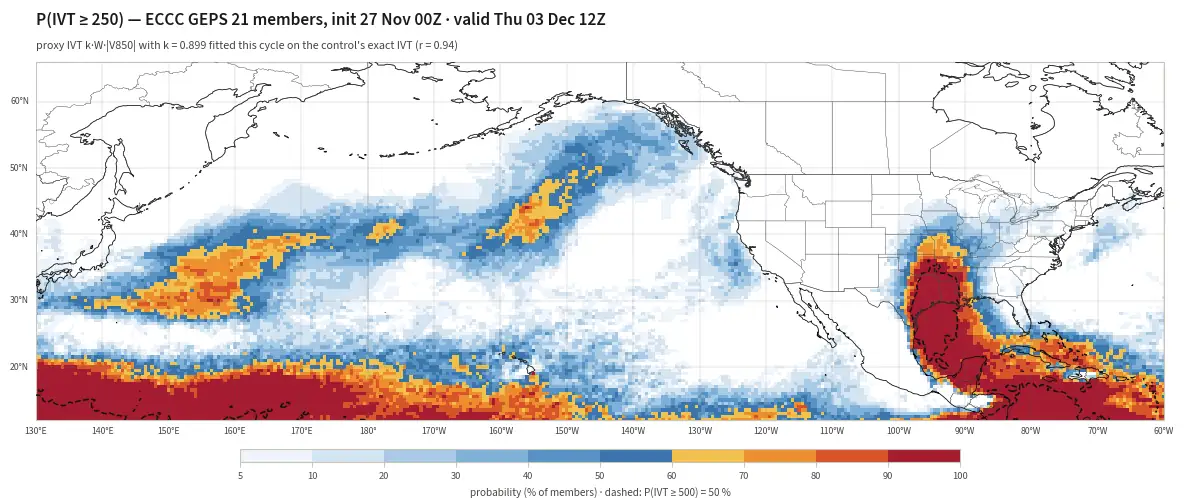 P(IVT ≥ 250) — ECCC GEPS 21 members, init 27 Nov 00Z · valid Thu 03 Dec 12Z
proxy IVT k·W·|V850| with k = 0.899 fitted this cycle on the control's exact IVT (r = 0.94)
60°N
50°N
40°N
30°N
20°N
130°E 140°E 150°E 160°E 170°E 180° 170°W 160°W 150°W 140°W 130°W 120°W 110°W 100°W 90°W 80°W 70°W 60°W
5 10 20 30 40 50 60 70 80 90 100
probability (% of members) · dashed: P(IVT ≥ 500) = 50 %